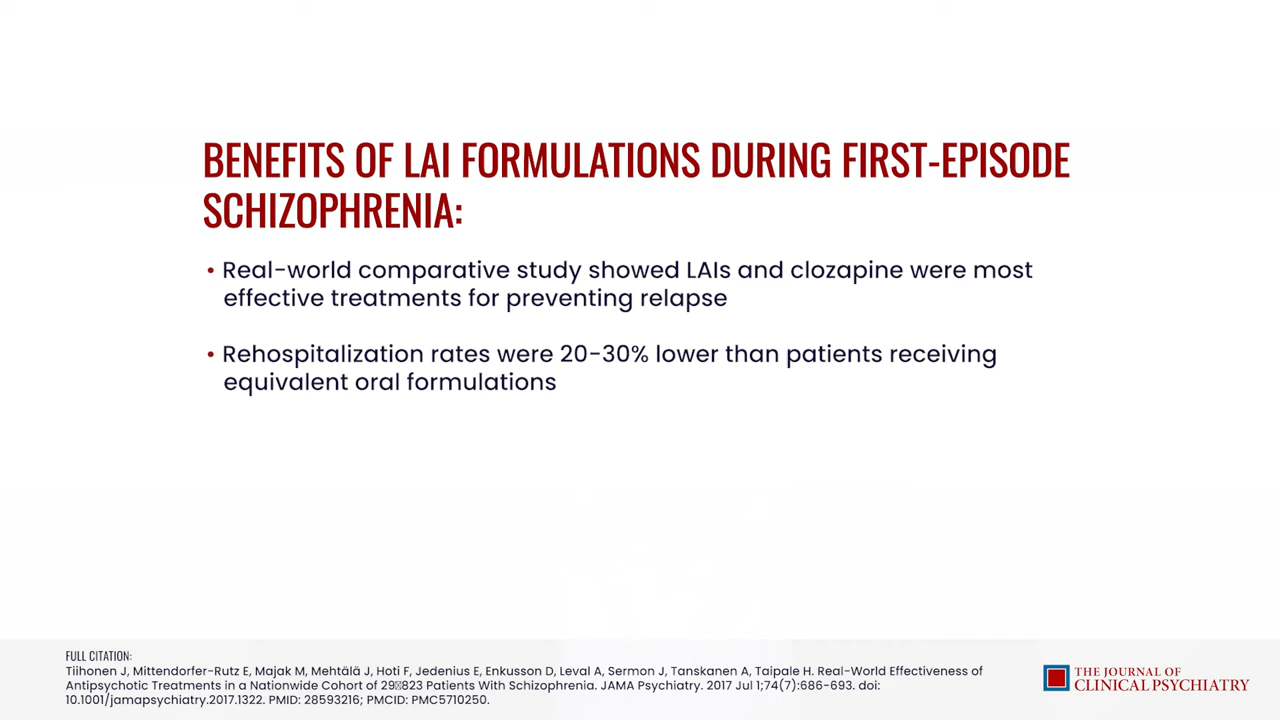 BENEFITS OF LAI FORMULATIONS DURING FIRST-EPISODE
SCHIZOPHRENIA:
• Real-world comparative study showed LAIs and clozapine were most
effective treatments for preventing relapse
• Rehospitalization rates were 20-30% lower than patients receiving
equivalent oral formulations
FULL CITATION:
Tiihonen J, Mittendorfer-Rutz E, Majak M, Mehtälä J, Hoti F, Jedenius E, Enkusson D, Leval A, Sermon J, Tanskanen A, Taipale H. Real-World Effectiveness of
Antipsychotic Treatments in a Nationwide Cohort of 29􏰀823 Patients With Schizophrenia. JAMA Psychiatry. 2017 Jul 1;74(7):686-693. doi:
10.1001/jamapsychiatry.2017.1322. PMID: 28593216; PMCID: PMC5710250.
THE JOURNAL OF
CLINICAL PSYCHIATRY